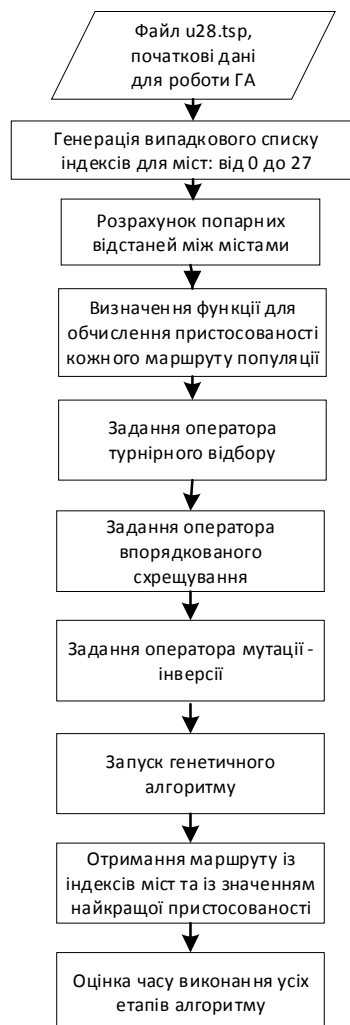 Файл u28.tsp,
початкові дані
для роботи ГА
Генерація випадкового списку
індексів для міст: від 0 до 27
Розрахунок попарних
відстаней між містами
Визначення функції для
обчислення пристосованості
кожного маршруту популяції
Задання оператора
турнірного відбору
Задання оператора
впорядкованого
схрещування
Задання оператора мутації -
інверсії
Запуск генетичного
алгоритму
Отримання маршруту із
індексів міст та із значенням
найкращої пристосованості
Оцінка часу виконання усіх
етапів алгоритму